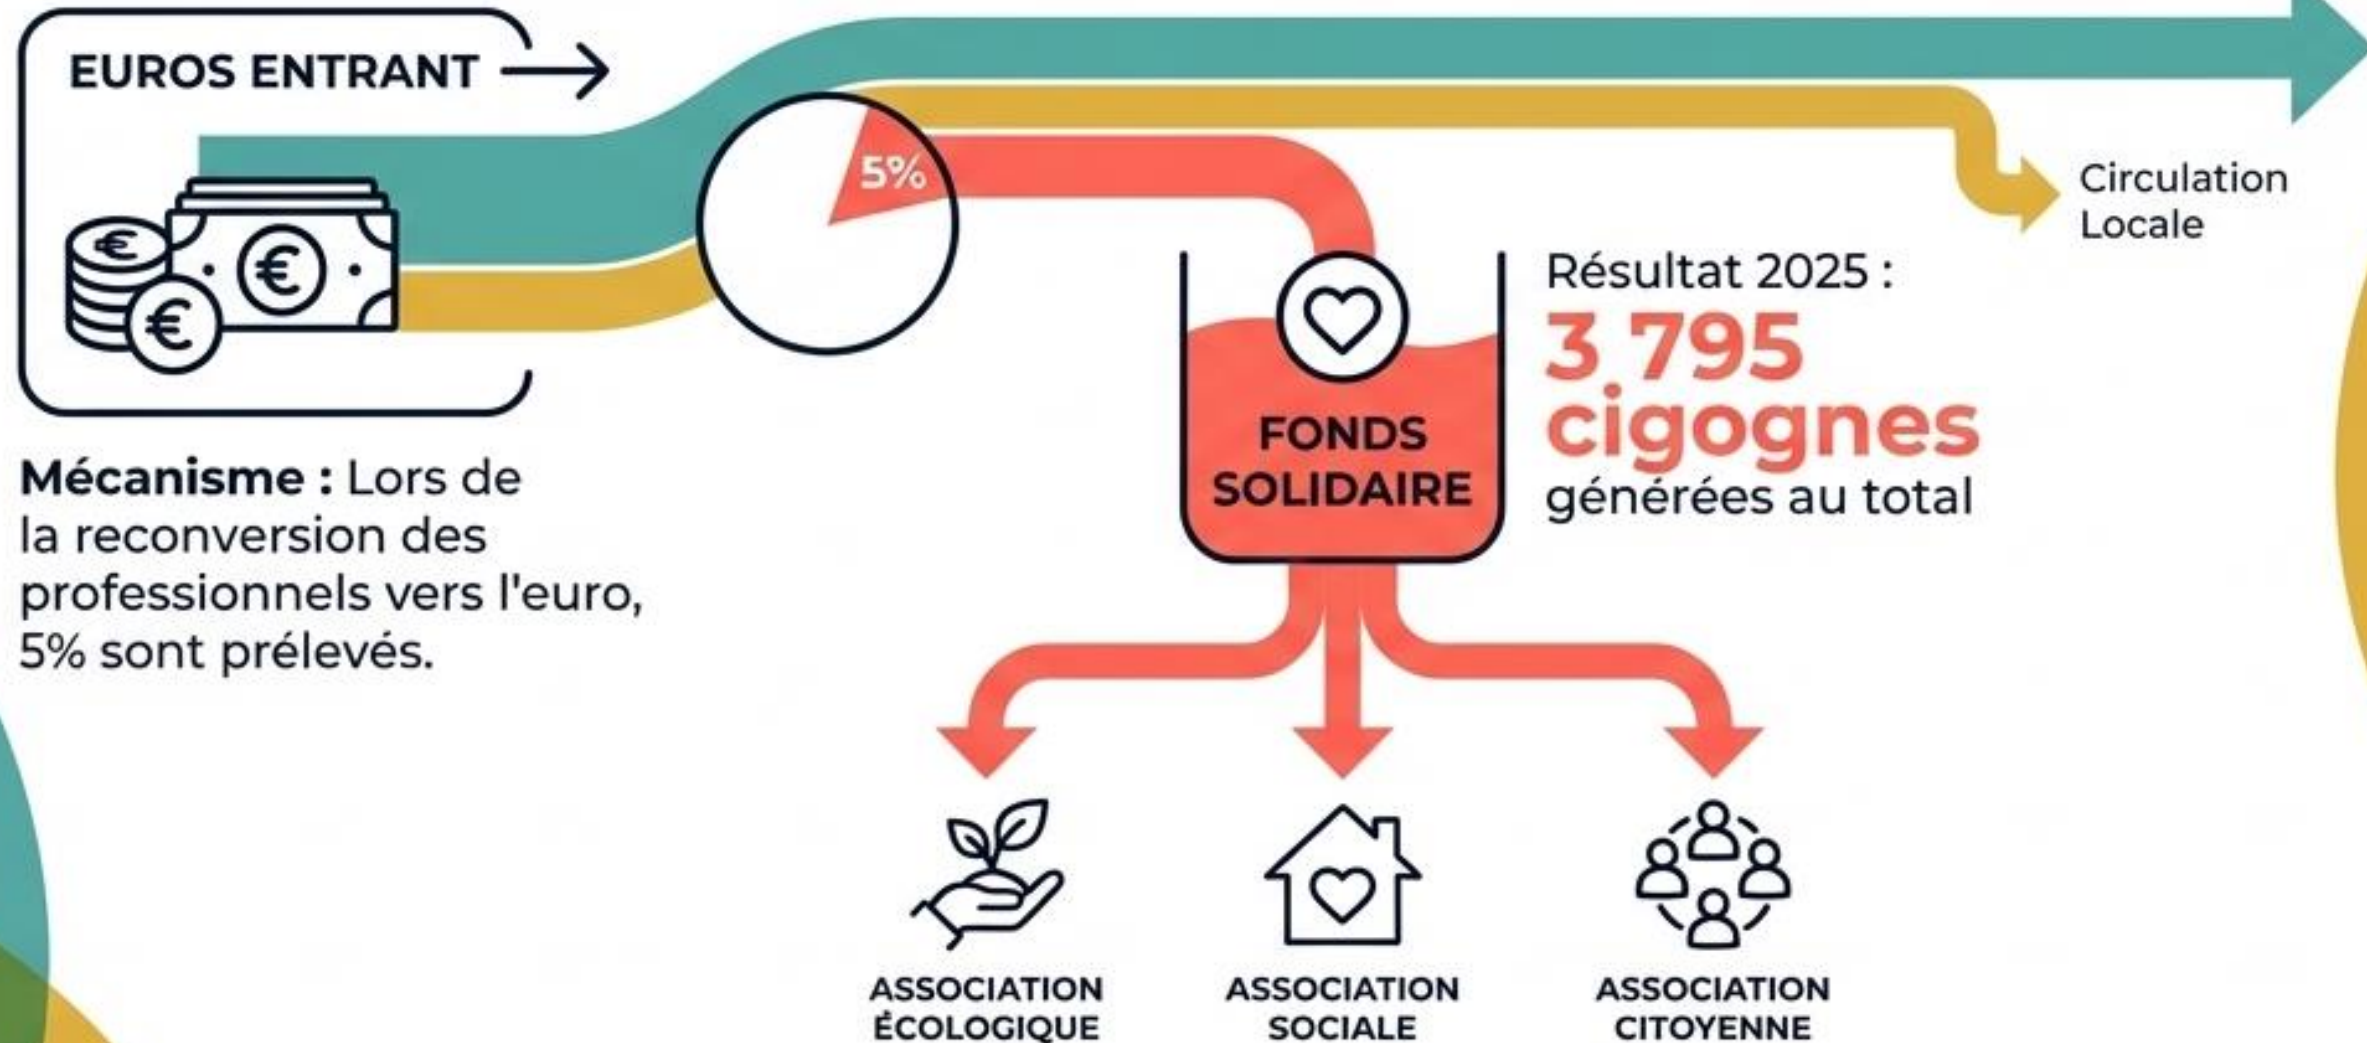 EUROS ENTRANT
5%
Circulation
Locale
Résultat 2025 :
3 795
cigognes
générées au total
FONDS
SOLIDAIRE
Mécanisme : Lors de
la reconversion des
professionnels vers l'euro,
5% sont prélevés.
ASSOCIATION
ÉCOLOGIQUE
ASSOCIATION
SOCIALE
ASSOCIATION
CITOYENNE